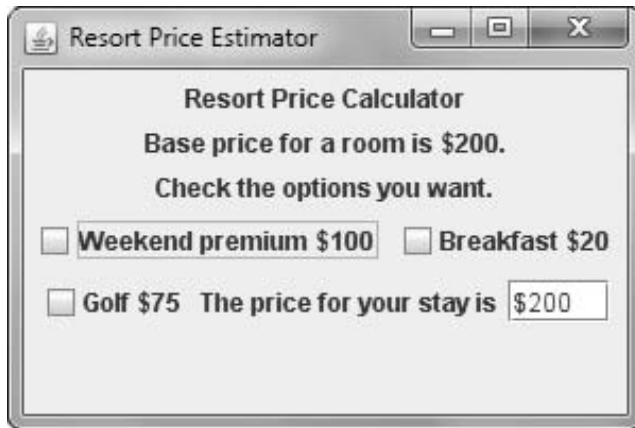 Resort Price Estimator
Resort Price Calculator
Base price for a room is $200.
Check the options you want.
Weekend premium $100 Breakfast $20
Golf $75 The price for your stay is $200